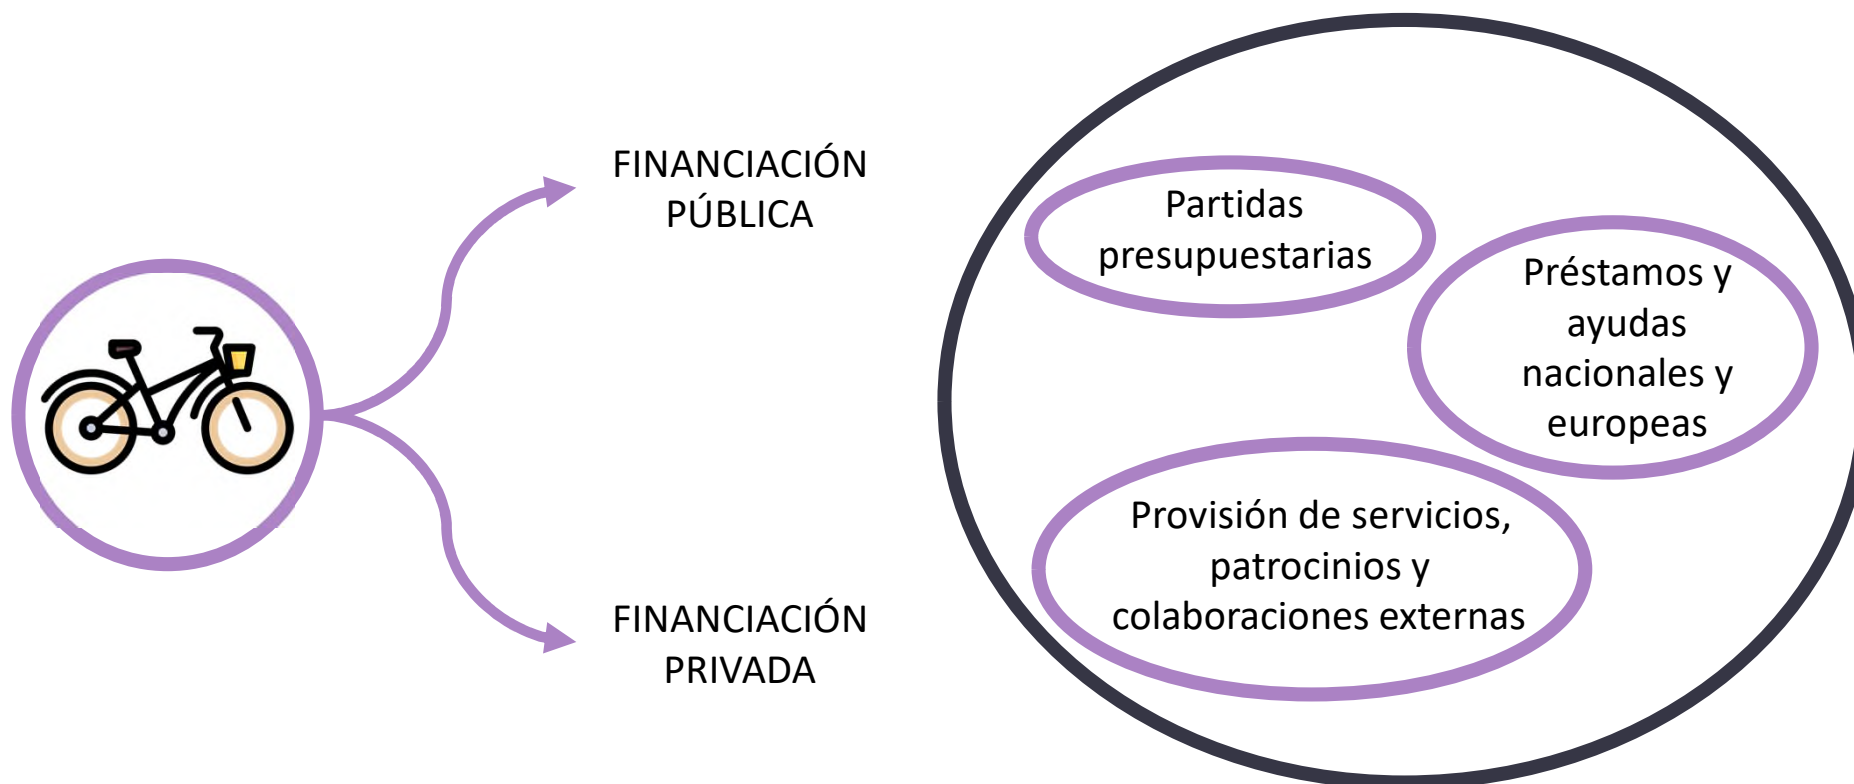 FINANCIACIÓN
PÚBLICA
FINANCIACIÓN
PRIVADA
Partidas
presupuestarias
Préstamos y
ayudas
nacionales y
europeas
Provisión de servicios,
patrocinios y
colaboraciones externas